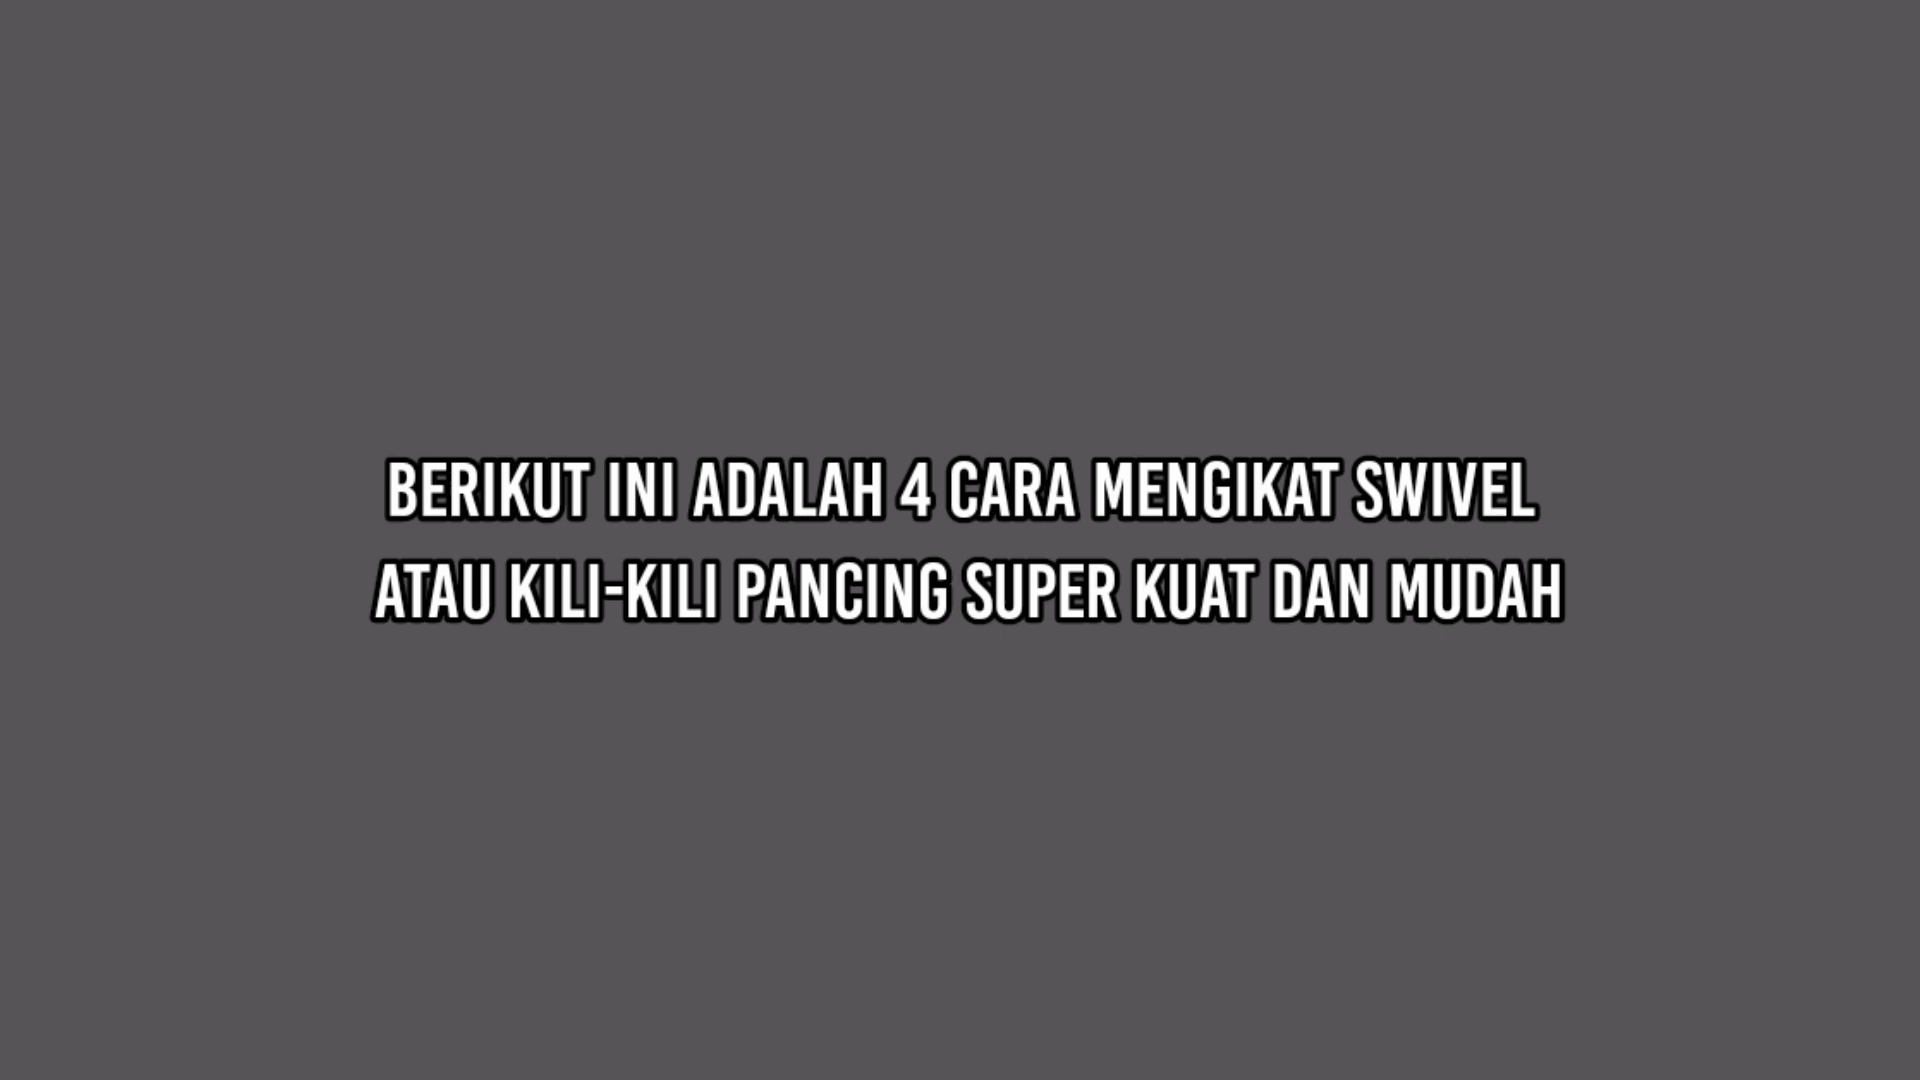 BERIKUT INI ADALAH 4 CARA MENGIKAT SWIVEL
ATAU KILI-KILI PANCING SUPER KUAT DAN MUDAH